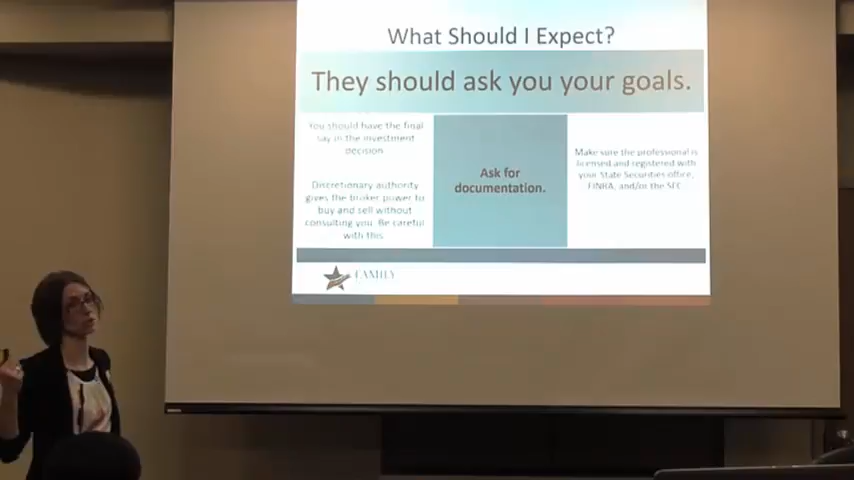 What Should I Expect?
They should ask you your goals.
You should have the final
say in the investment
decision
Discretionary authority
gives the broker power to
buy and sell without
consulting you. Be careful
with this.
Ask for
documentation.
Make sure the professional is
licensed and registered with
your State Securities office,
FINRA, and/or the SEC.
FAMILY